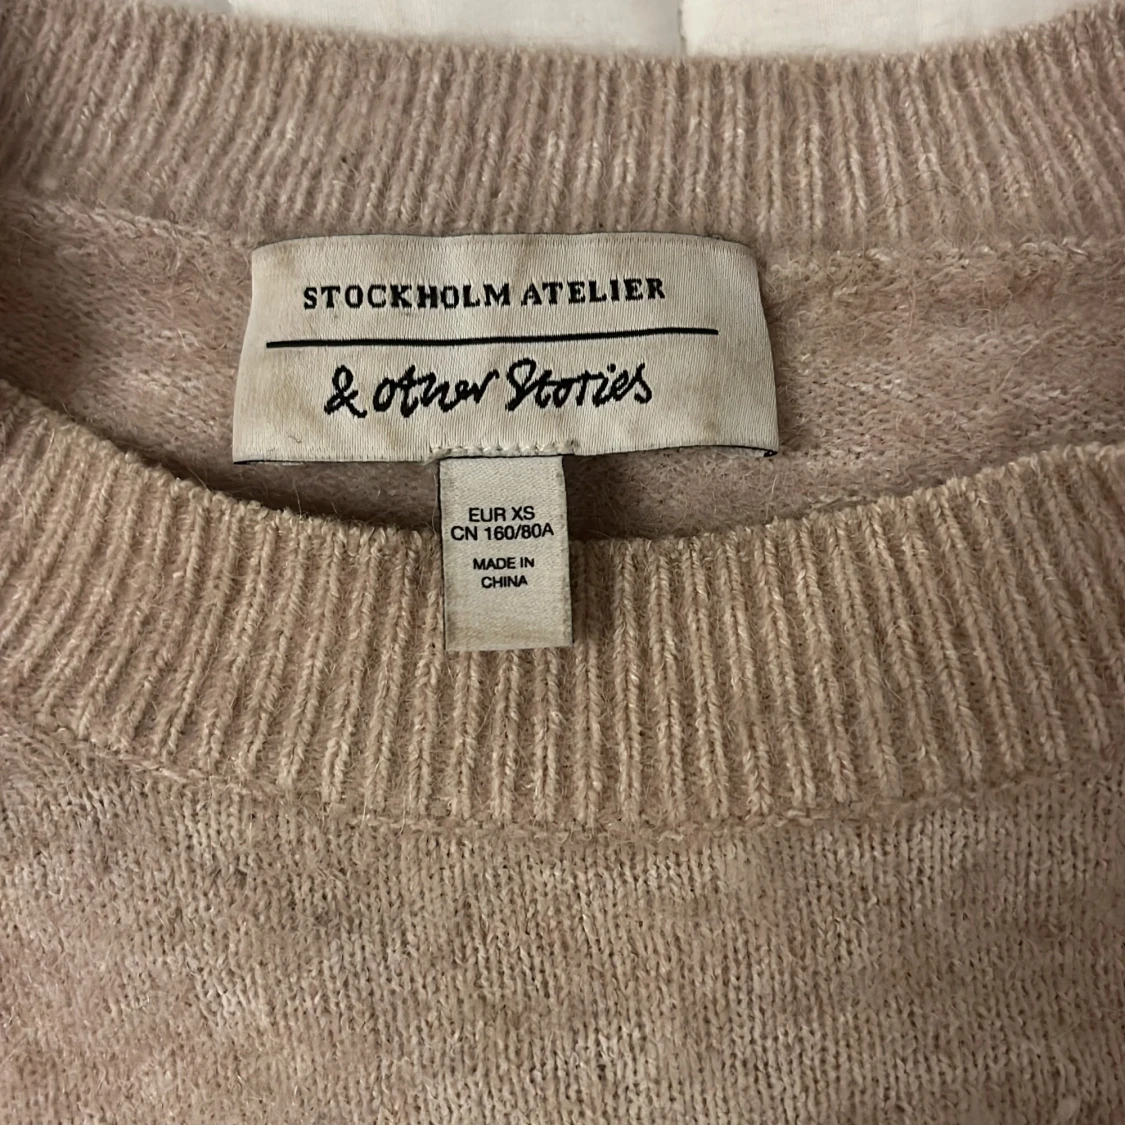 STOCKHOLM ATELIER
& other Stories
EUR XS
CN 160/80A
MADE IN
CHINA